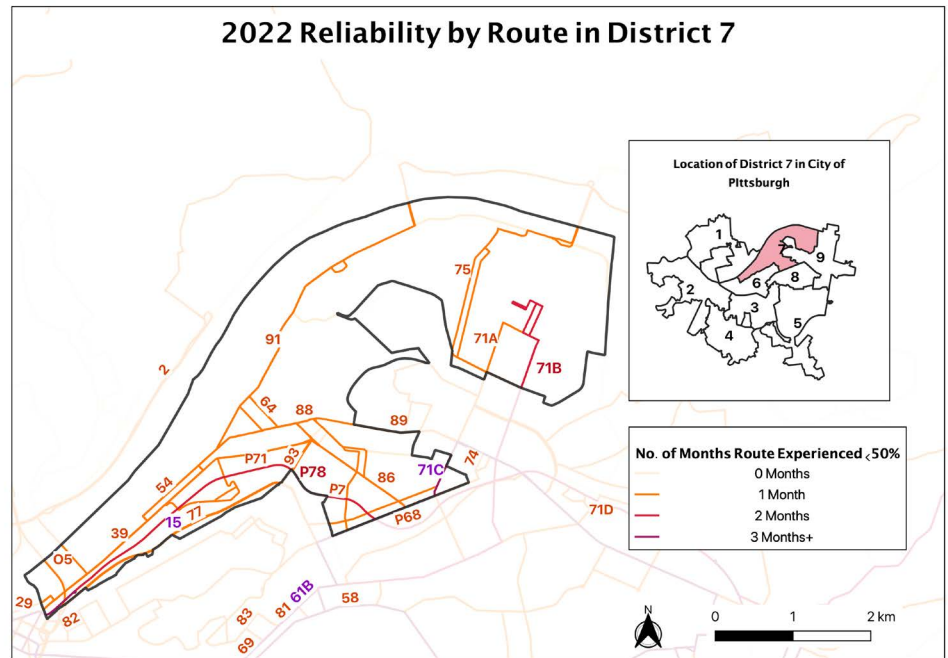 2022 Reliability by Route in District 7
Location of District 7 in City of
PIttsburgh
1
9
2
6
8
3
5
4
75
71A
71B
91
2
64
88
89
93
P71
P78
86
71C
74
54
P7
77
15
P68
71D
39
O5
29
82
61B
58
81
83
69
No. of Months Route Experienced <50%
0 Months
1 Month
2 Months
3 Months+
N
0 1 2 km